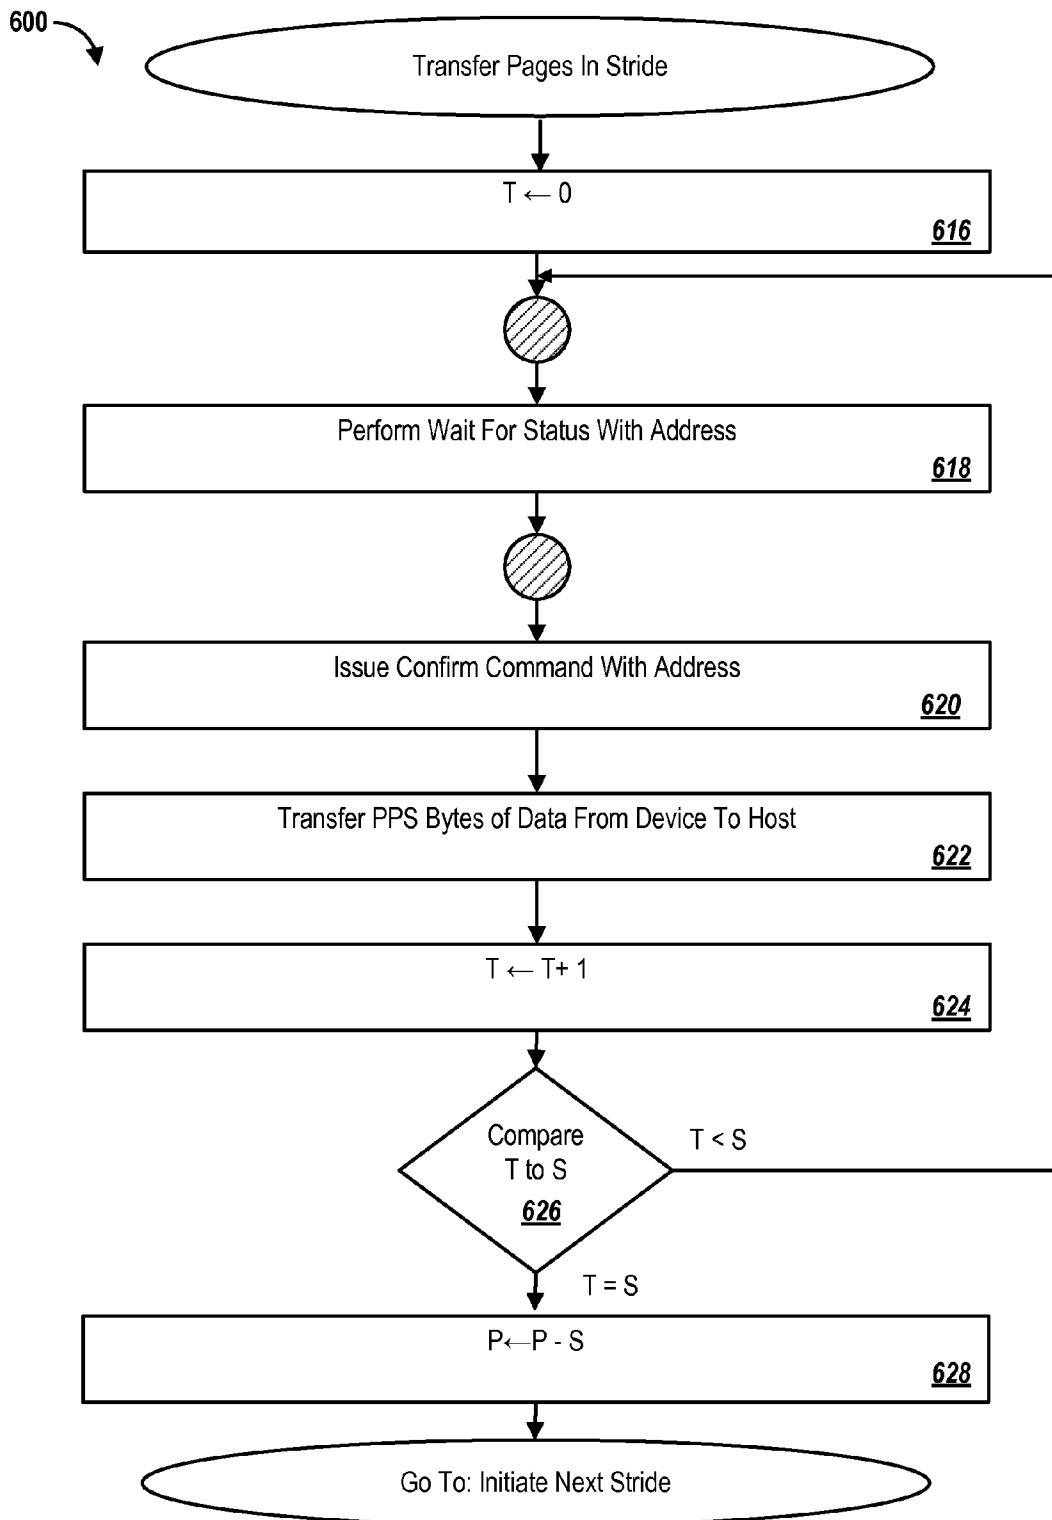 600
Transfer Pages In Stride
T ← 0
616
Perform Wait For Status With Address
618
Issue Confirm Command With Address
620
Transfer PPS Bytes of Data From Device To Host
622
T ← T+ 1
624
Compare
T to S
626
T < S
T = S
P←P - S
628
Go To: Initiate Next Stride